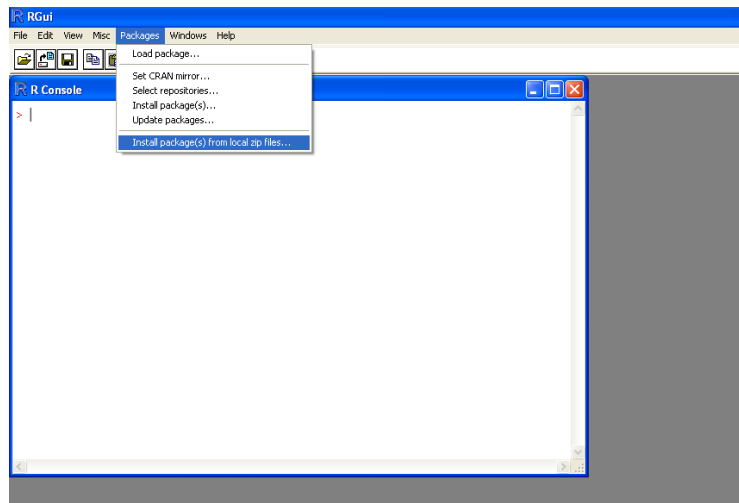 RGui
File Edit View Misc Packages Windows Help
Load package...
Set CRAN mirror...
Select repositories...
Install package(s)...
Update packages...
Install package(s) from local zip files...
R Console
>